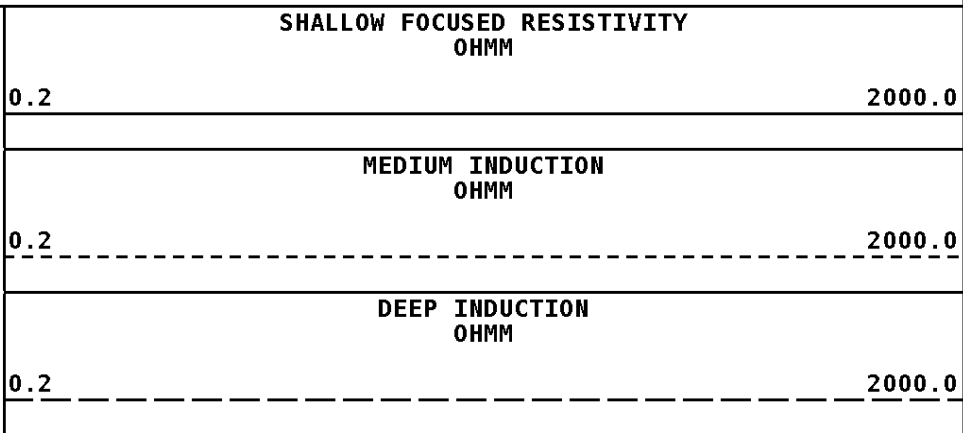 SHALLOW FOCUSED RESISTIVITY
OHMM
0.2 2000.0
MEDIUM INDUCTION
OHMM
0.2 2000.0
DEEP INDUCTION
OHMM
0.2 2000.0